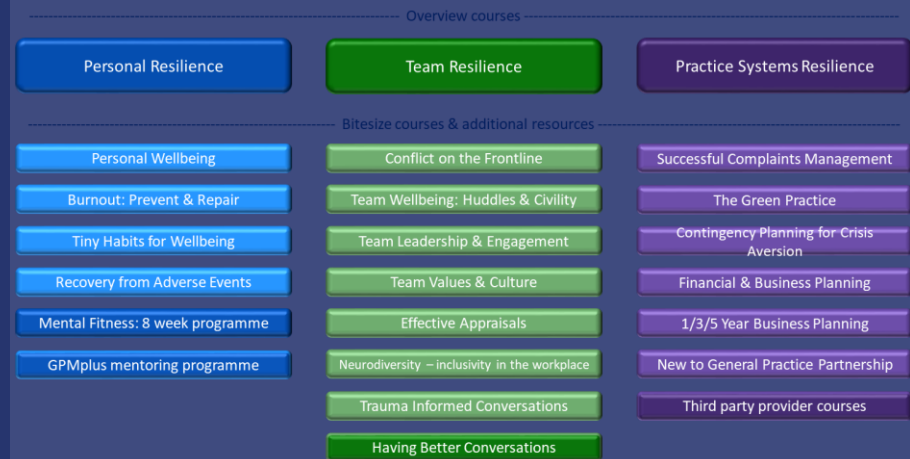 Overview courses
Personal Resilience
Team Resilience
Practice Systems Resilience
Bitesize courses & additional resources
Personal Wellbeing
Burnout: Prevent & Repair
Tiny Habits for Wellbeing
Recovery from Adverse Events
Mental Fitness: 8 week programme
GPMplus mentoring programme
Conflict on the Frontline
Team Wellbeing: Huddles & Civility
Team Leadership & Engagement
Team Values & Culture
Effective Appraisals
Neurodiversity – inclusivity in the workplace
Trauma Informed Conversations
Having Better Conversations
Successful Complaints Management
The Green Practice
Contingency Planning for Crisis
Aversion
Financial & Business Planning
1/3/5 Year Business Planning
New to General Practice Partnership
Third party provider courses